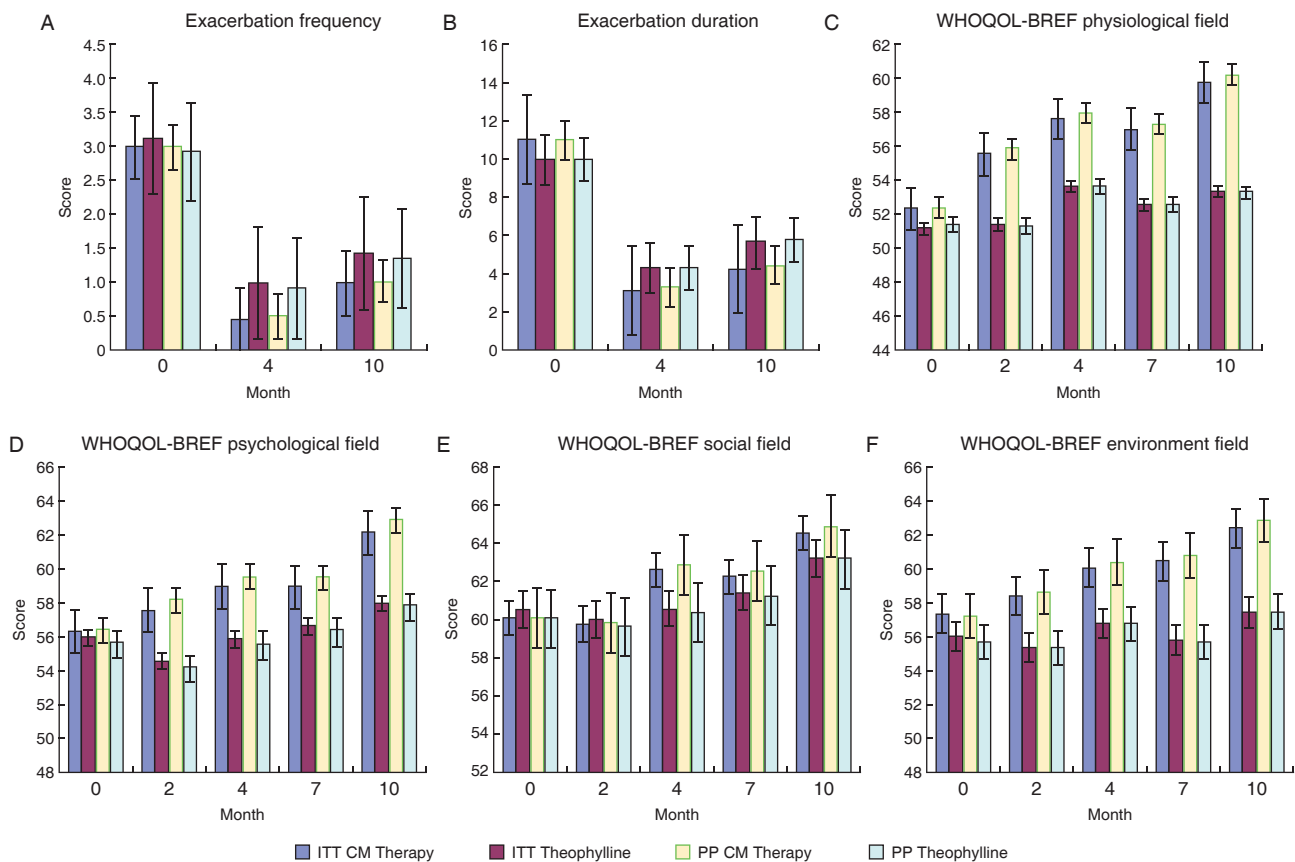 A Exacerbation frequency
4.5
4.0
3.5
3.0
2.5
2.0
1.5
1.0
0.5
0
Score
0 4 10
Month
B Exacerbation duration
16
14
12
10
8
6
4
2
0
Score
0 4 10
Month
C WHOQOL-BREF physiological field
62
60
58
56
54
52
50
48
46
44
Score
0 2 4 7 10
Month
D WHOQOL-BREF psychological field
66
64
62
60
58
56
54
52
50
48
Score
0 2 4 7 10
Month
E WHOQOL-BREF social field
68
66
64
62
60
58
56
54
52
Score
0 2 4 7 10
Month
F WHOQOL-BREF environment field
66
64
62
60
58
56
54
52
50
48
Score
0 2 4 7 10
Month
ITT CM Therapy ITT Theophylline PP CM Therapy PP Theophylline